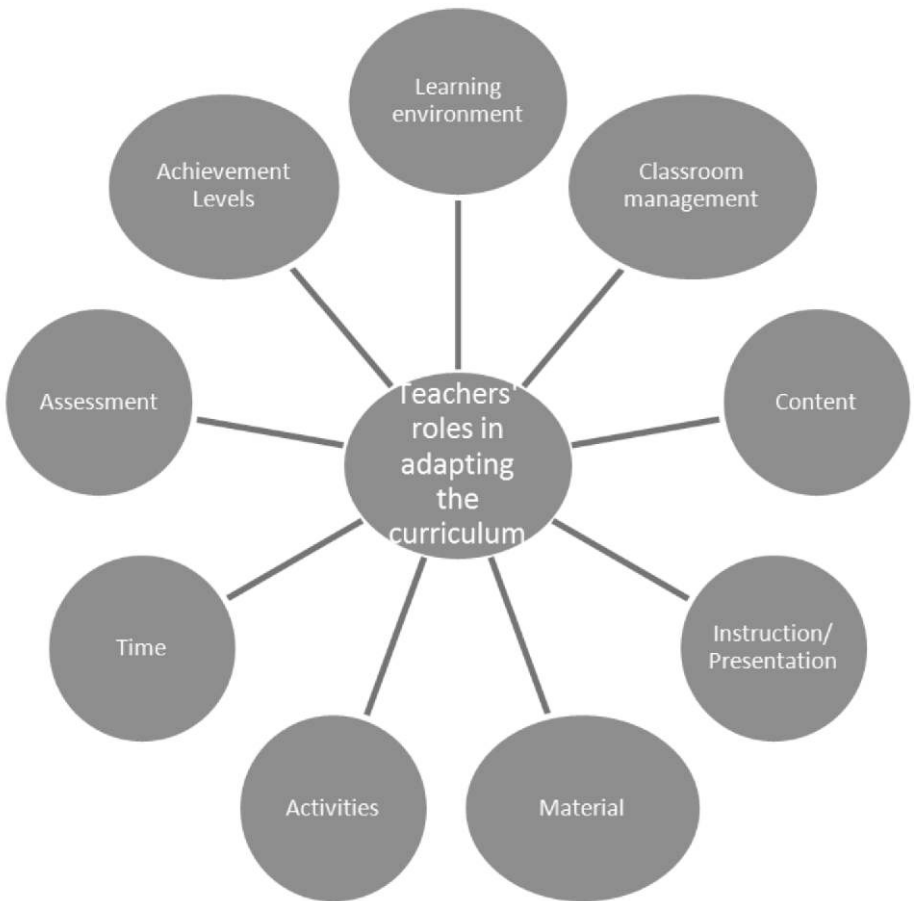 Learning
environment
Classroom
management
Content
Instruction/
Presentation
Material
Activities
Time
Assessment
Achievement
Levels
Teachers'
roles in
adapting
the
curriculum